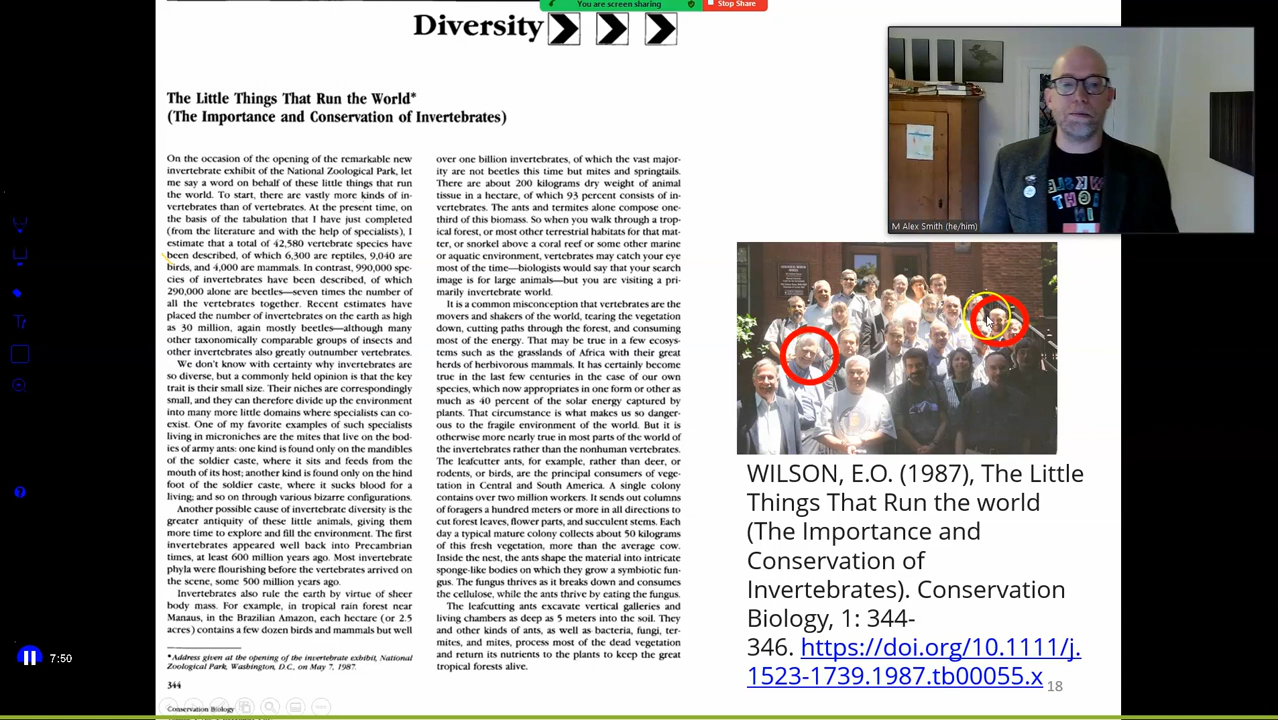 You are screen sharing
Stop Share
Diversity
The Little Things That Run the World*
(The Importance and Conservation of Invertebrates)
On the occasion of the opening of the remarkable new
invertebrate exhibit of the National Zoological Park, let
me say a word on behalf of these little things that run
the world. To start, there are vastly more kinds of in-
vertebrates than of vertebrates. At the present time, on
the basis of the tabulation that I have just completed
(from the literature and with the help of specialists), I
estimate that a total of 42,580 vertebrate species have
been described, of which 6,300 are reptiles, 9,040 are
birds, and 4,000 are mammals. In contrast, 990,000 spe-
cies of invertebrates have been described, of which
290,000 alone are beetles—seven times the number of
all the vertebrates together. Recent estimates have
placed the number of invertebrates on the earth as high
as 30 million, again mostly beetles—although many
other taxonomically comparable groups of insects and
other invertebrates also greatly outnumber vertebrates.
We don't know with certainty why invertebrates are
so diverse, but a commonly held opinion is that the key
trait is their small size. Their niches are correspondingly
small, and they can therefore divide up the environment
into many more little domains where specialists can co-
exist. One of my favorite examples of such specialists
living in microniches are the mites that live on the bod-
ies of army ants: one kind is found only on the mandibles
of the soldier caste, where it sits and feeds from the
mouth of its host; another kind is found only on the hind
foot of the soldier caste, where it sucks blood for a
living; and so on through various bizarre configurations.
Another possible cause of invertebrate diversity is the
greater antiquity of these little animals, giving them
more time to explore and fill the environment. The first
invertebrates appeared well back into Precambrian
times, at least 600 million years ago. Most invertebrate
phyla were flourishing before the vertebrates arrived on
the scene, some 500 million years ago.
Invertebrates also rule the earth by virtue of sheer
body mass. For example, in tropical rain forest near
Manaus, in the Brazilian Amazon, each hectare (or 2.5
acres) contains a few dozen birds and mammals but well
*Address given at the opening of the invertebrate exhibit, National
Zoological Park, Washington, D.C., on May 7, 1987.
344
Conservation Biology
over one billion invertebrates, of which the vast major-
ity are not beetles this time but mites and springtails.
There are about 200 kilograms dry weight of animal
tissue in a hectare, of which 93 percent consists of in-
vertebrates. The ants and termites alone compose one-
third of this biomass. So when you walk through a trop-
ical forest, or most other terrestrial habitats for that mat-
ter, or snorkel above a coral reef or some other marine
or aquatic environment, vertebrates may catch your eye
most of the time—biologists would say that your search
image is for large animals—but you are visiting a pri-
marily invertebrate world.
It is a common misconception that vertebrates are the
movers and shakers of the world, tearing the vegetation
down, cutting paths through the forest, and consuming
most of the energy. That may be true in a few ecosys-
tems such as the grasslands of Africa with their great
herds of herbivorous mammals. It has certainly become
true in the last few centuries in the case of our own
species, which now appropriates in one form or other as
much as 40 percent of the solar energy captured by
plants. That circumstance is what makes us so danger-
ous to the fragile environment of the world. But it is
otherwise more nearly true in most parts of the world of
the invertebrates rather than the nonhuman vertebrates.
The leafcutter ants, for example, rather than deer, or
rodents, or birds, are the principal consumers of vege-
tation in Central and South America. A single colony
contains over two million workers. It sends out columns
of foragers a hundred meters or more in all directions to
cut forest leaves, flower parts, and succulent stems. Each
day a typical mature colony collects about 50 kilograms
of this fresh vegetation, more than the average cow.
Inside the nest, the ants shape the material into intricate
sponge-like bodies on which they grow a symbiotic fun-
gus. The fungus thrives as it breaks down and consumes
the cellulose, while the ants thrive by eating the fungus.
The leafcutting ants excavate vertical galleries and
living chambers as deep as 5 meters into the soil. They
and other kinds of ants, as well as bacteria, fungi, ter-
mites, and mites, process most of the dead vegetation
and return its nutrients to the plants to keep the great
tropical forests alive.
M Alex Smith (he/him)
WILSON, E.O. (1987), The Little
Things That Run the world
(The Importance and
Conservation of
Invertebrates). Conservation
Biology, 1: 344-
346. https://doi.org/10.1111/j.
1523-1739.1987.tb00055.x
18
7:50